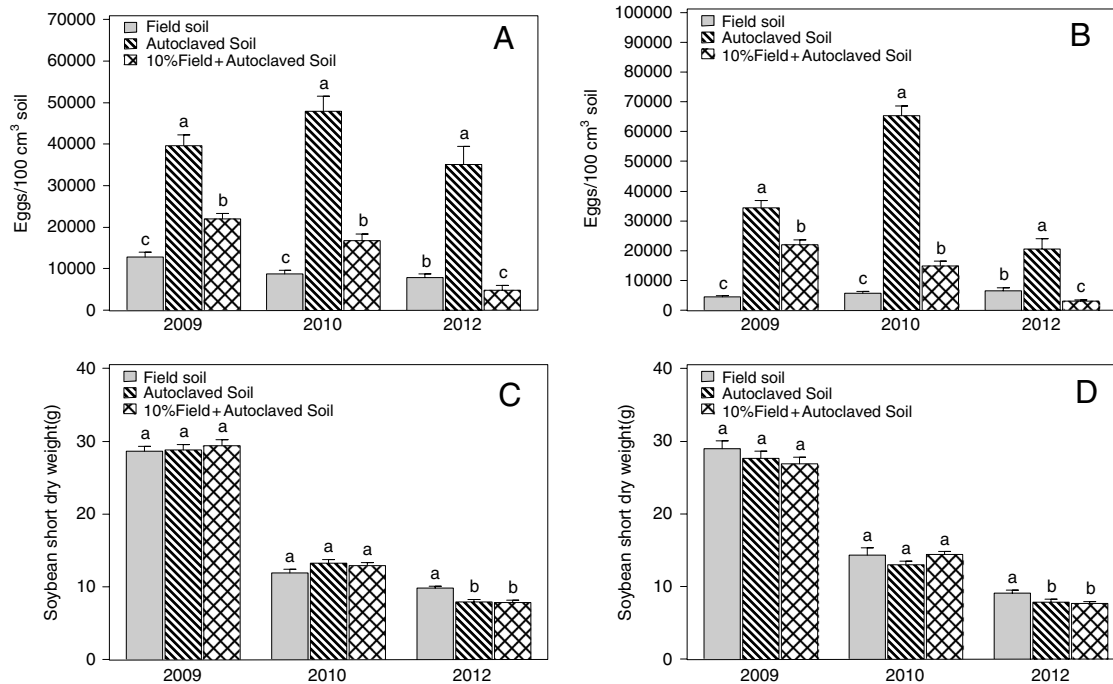 70000
60000
50000
40000
30000
20000
10000
0
Eggs/100 cm³ soil
Field soil
Autoclaved Soil
10%Field+Autoclaved Soil
A
a
a
a
b
b
c
c
b
c
2009
2010
2012
100000
90000
80000
70000
60000
50000
40000
30000
20000
10000
0
Eggs/100 cm³ soil
Field soil
Autoclaved Soil
10%Field+Autoclaved Soil
B
c
a
b
c
a
b
b
a
c
2009
2010
2012
40
30
20
10
0
Soybean short dry weight(g)
Field soil
Autoclaved Soil
10%Field+Autoclaved Soil
C
a
a
a
a
a
a
a
b
b
2009
2010
2012
40
30
20
10
0
Soybean short dry weight(g)
Field soil
Autoclaved Soil
10%Field+Autoclaved Soil
D
a
a
a
a
a
a
a
b
b
2009
2010
2012